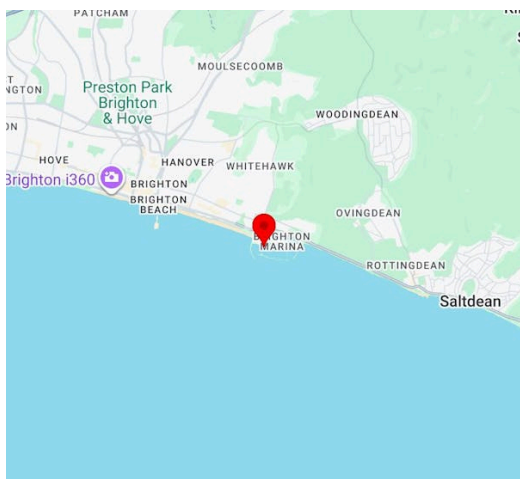 PATCHAM
MOULSECOOMB
Preston Park
Brighton
& Hove
WOODINGDEAN
HOVE
HANOVER
WHITEHAWK
Brighton i360
BRIGHTON
BRIGHTON
BEACH
OVINGDEAN
BRIGHTON
MARINA
ROTTINGDEAN
Saltdean